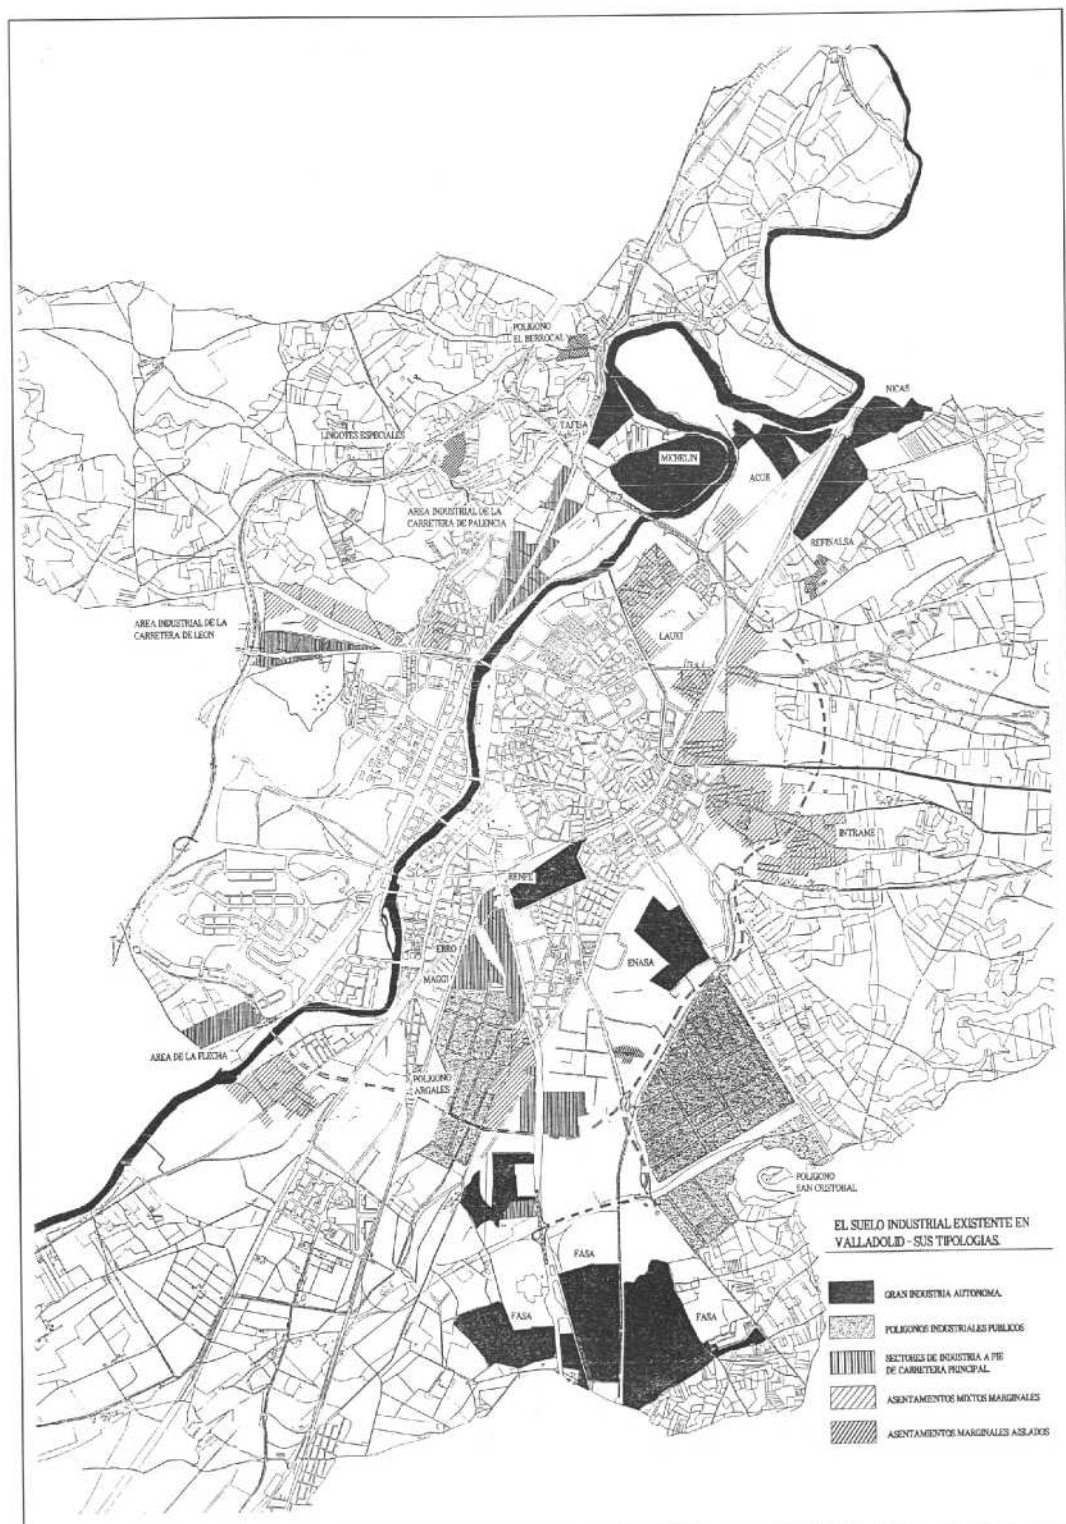 POLIGONO
EL BERROCAL
NICAS
LINGOTES ESPECIALES
TAFISA
MICHELIN
ACOR
AREA INDUSTRIAL DE LA
CARRETERA DE PALENCIA
REFINALSA
AREA INDUSTRIAL DE LA
CARRETERA DE LEON
LAUKI
INTRAME
RENFE
EBRO
ENASA
MAGGI
AREA DE LA FLECHA
POLIGONO
ARGALES
POLIGONO
SAN CRISTOBAL
FASA
FASA
FASA
EL SUELO INDUSTRIAL EXISTENTE EN
VALLADOLID - SUS TIPOLOGIAS.
GRAN INDUSTRIA AUTONOMA.
POLIGONOS INDUSTRIALES PUBLICOS
SECTORES DE INDUSTRIA A PIE
DE CARRETERA PRINCIPAL.
ASENTAMIENTOS MIXTOS MARGINALES
ASENTAMIENTOS MARGINALES AISLADOS